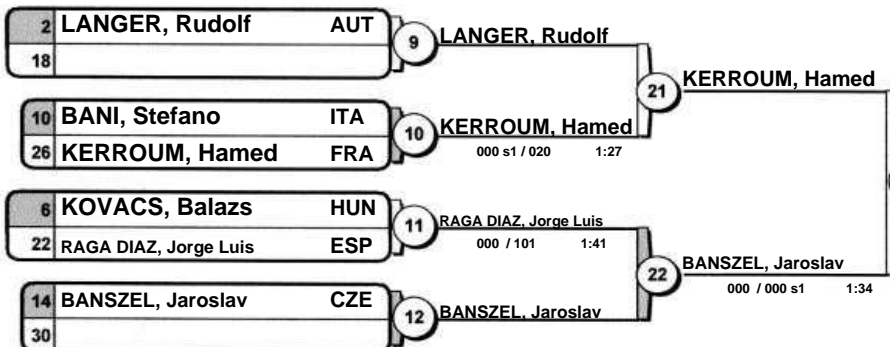 2 LANGER, Rudolf AUT
18
9
LANGER, Rudolf
10 BANI, Stefano ITA
26 KERROUM, Hamed FRA
10
KERROUM, Hamed
000 s1 / 020 1:27
21
KERROUM, Hamed
6 KOVACS, Balazs HUN
22 RAGA DIAZ, Jorge Luis ESP
11
RAGA DIAZ, Jorge Luis
000 / 101 1:41
14 BANSZEL, Jaroslav CZE
30
12
BANSZEL, Jaroslav
22
BANSZEL, Jaroslav
000 / 000 s1 1:34